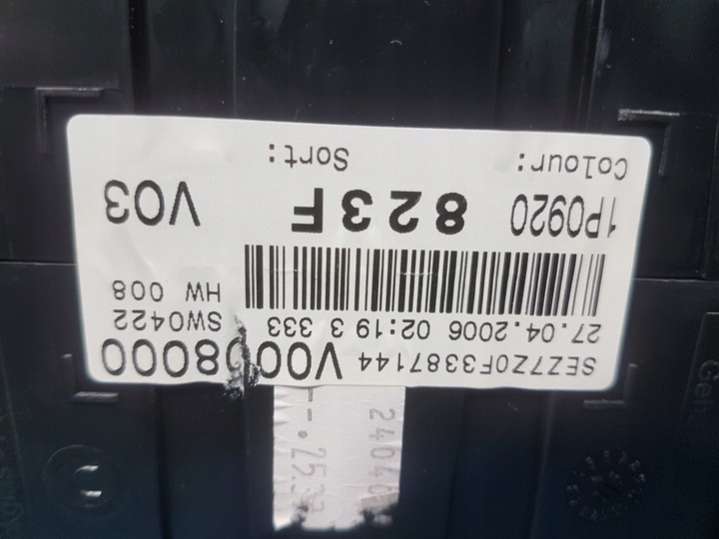 SEZ7Z0F3387144 V0008000
27.04.2006 02:19 3 333 SW0422
HW 008
1P0920 823F V03
Colour: Sort: